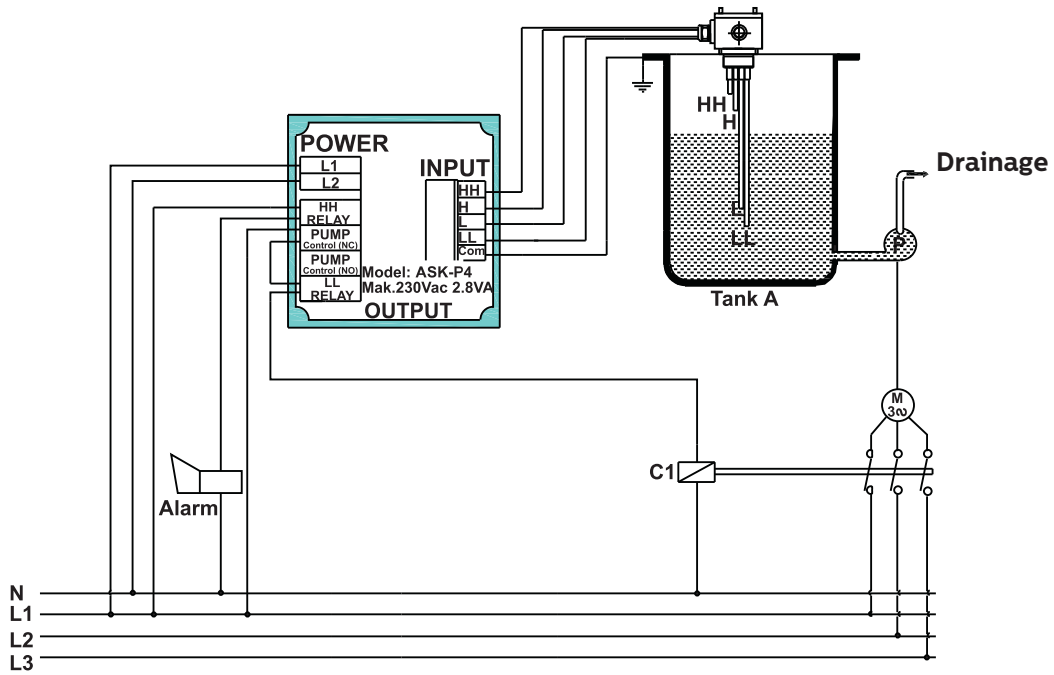 HH
H
L
LL
Drainage
P
Tank A
POWER
L1
L2
HH
RELAY
PUMP
Control (NC)
PUMP
Control (NO)
LL
RELAY
INPUT
HH
H
L
LL
Com
Model: ASK-P4
Mak.230Vac 2.8VA
OUTPUT
M
3∾
C1
Alarm
N
L1
L2
L3